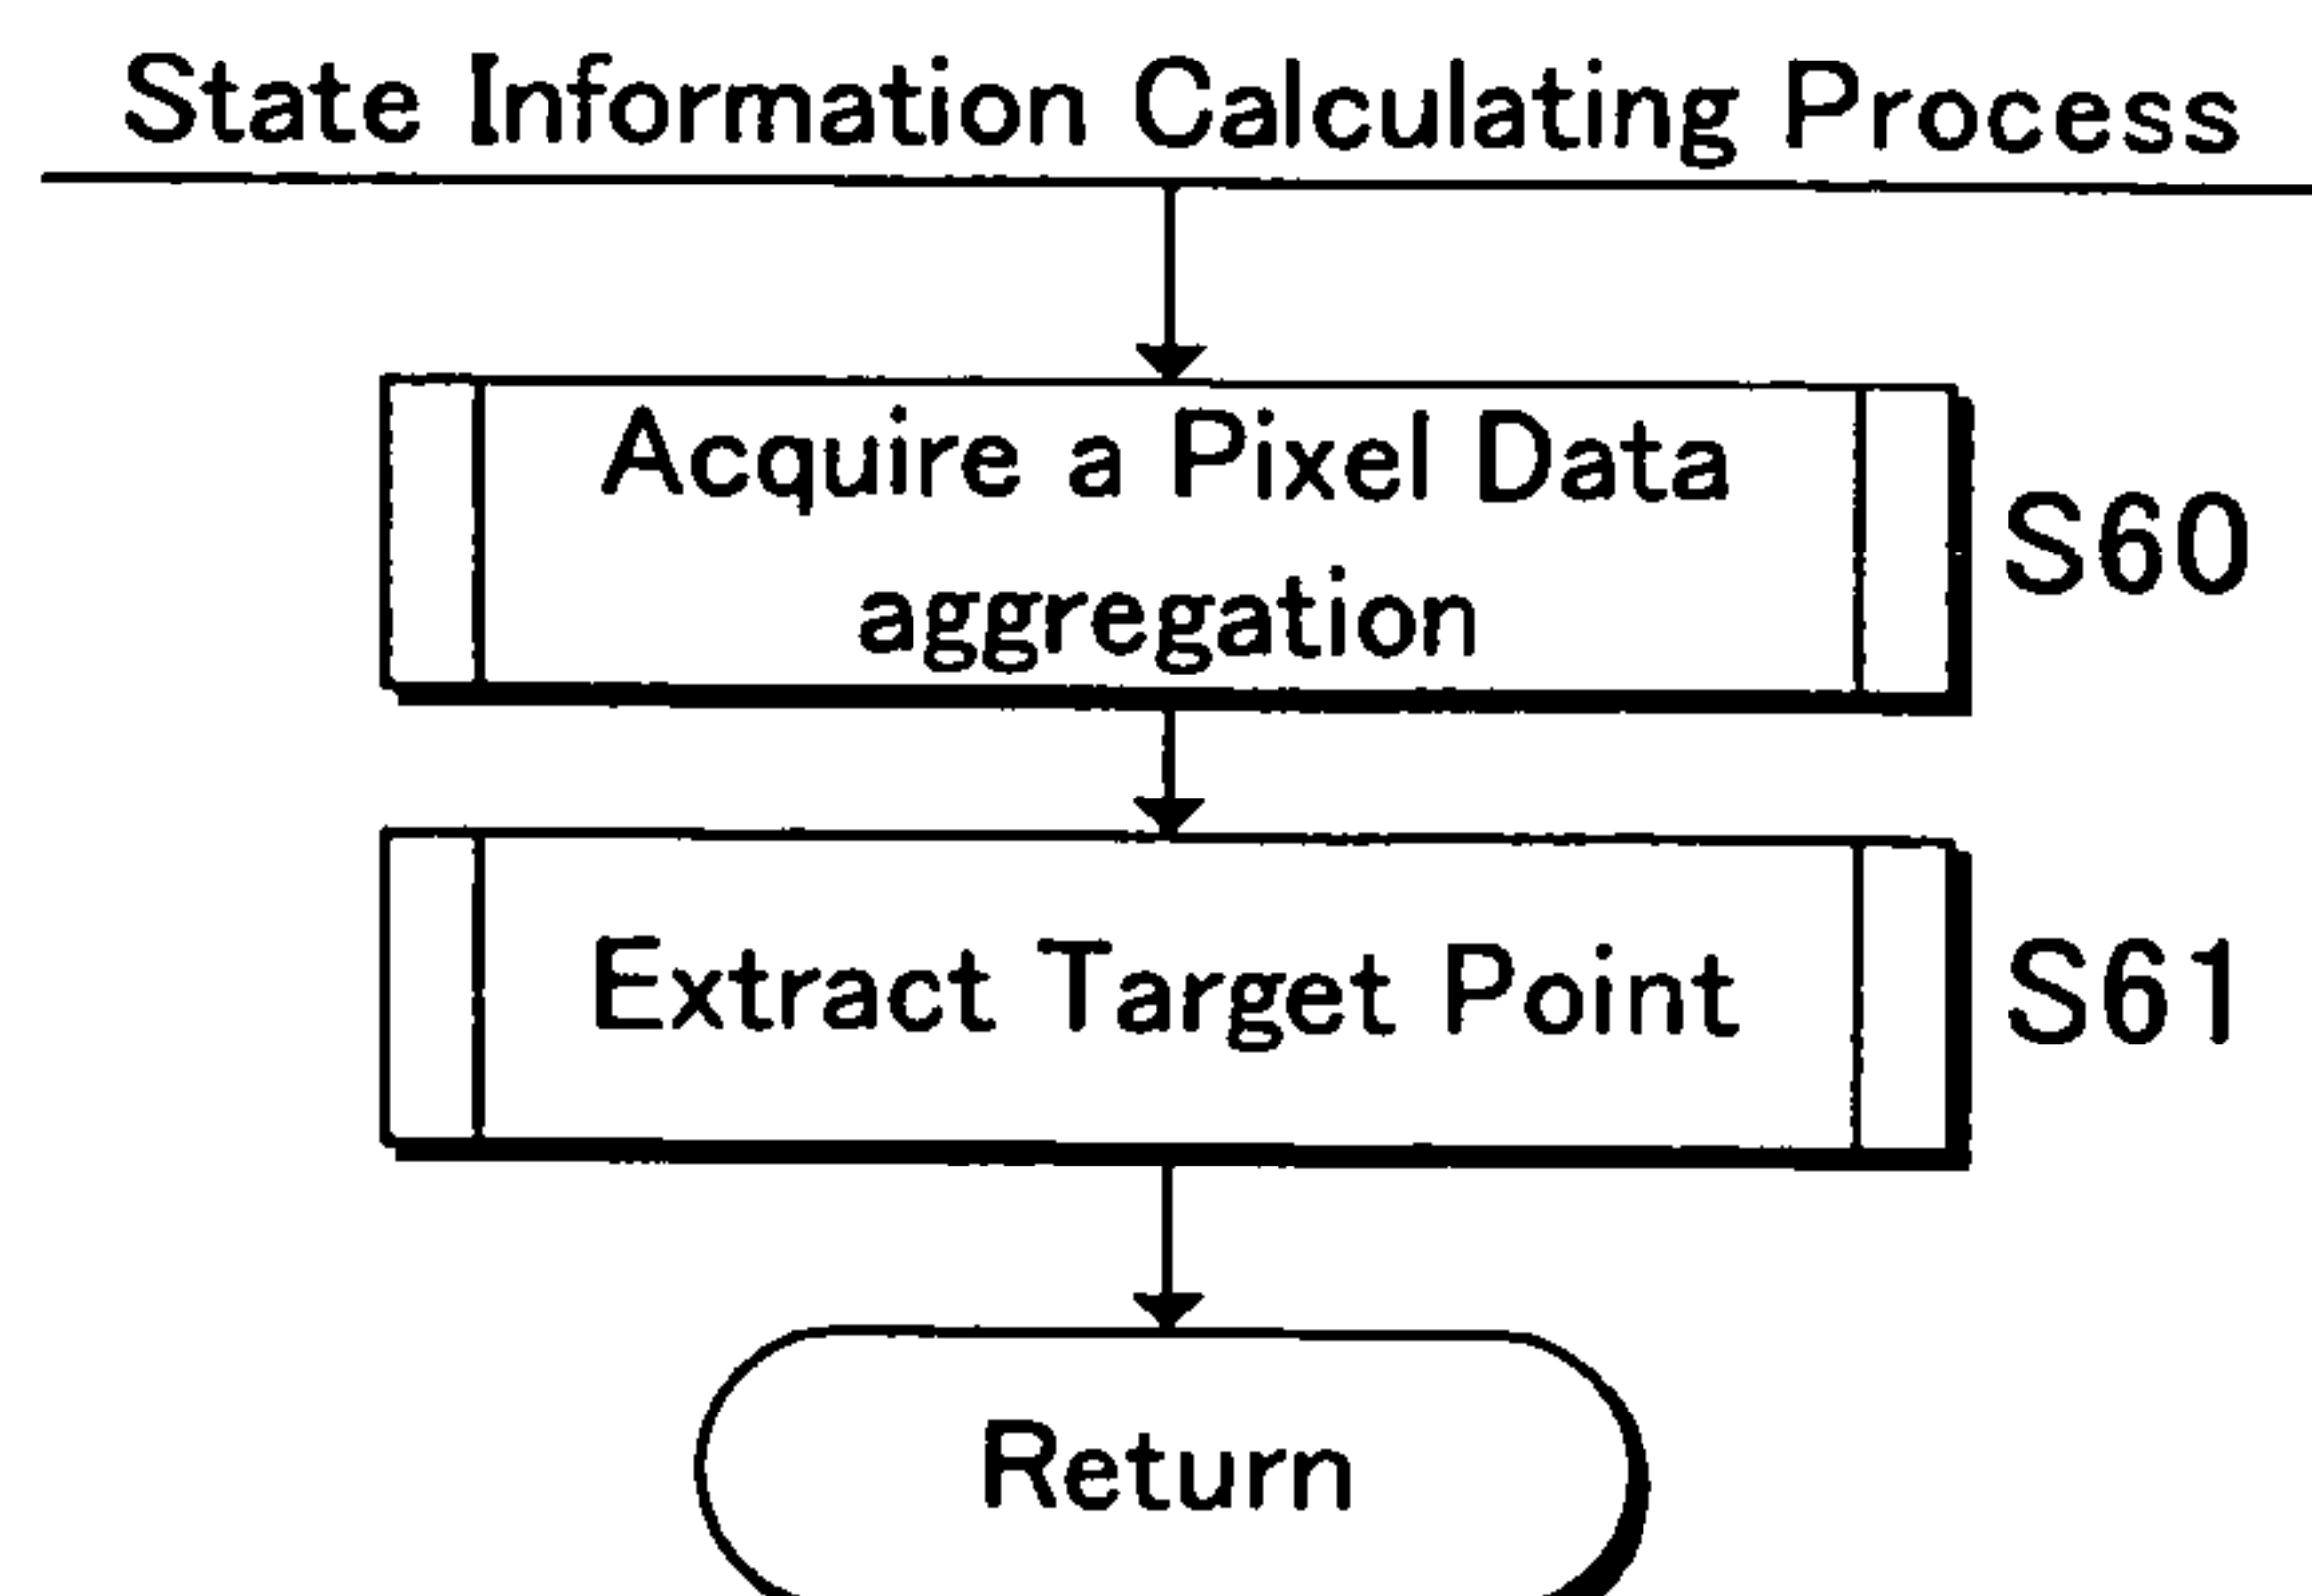 State Information Calculating Process
Acquire a Pixel Data
aggregation
S60
Extract Target Point
S61
Return